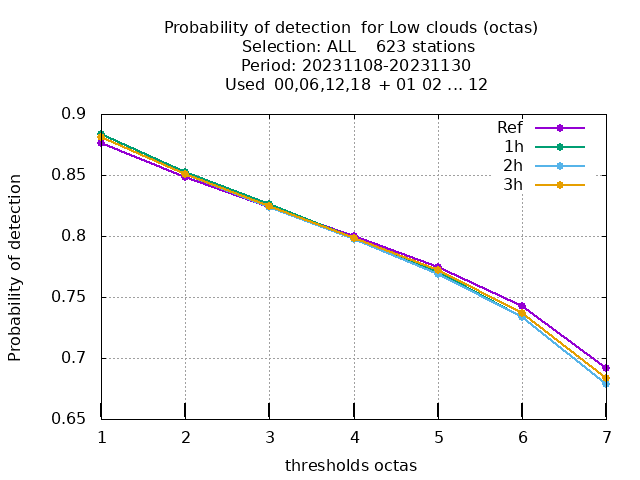 Probability of detection  for Low clouds (octas)
Selection: ALL    623 stations
Period: 20231108-20231130
Used  00,06,12,18  + 01 02 ... 12
Ref
1h
2h
3h
0.9
0.85
0.8
0.75
0.7
0.65
Probability of detection
1 2 3 4 5 6 7
thresholds octas